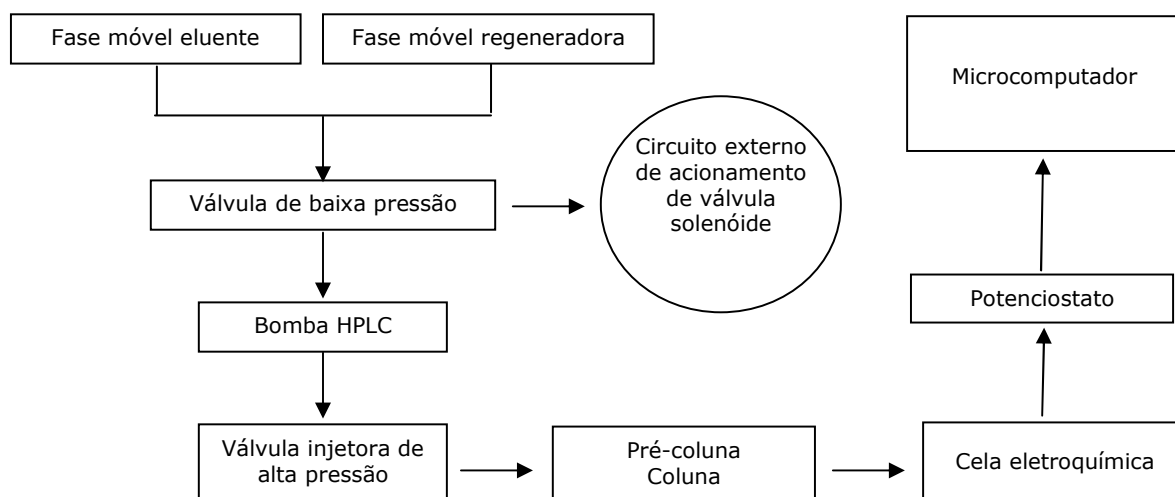 Fase móvel eluente
Fase móvel regeneradora
Microcomputador
Circuito externo
de acionamento
de válvula
solenóide
Válvula de baixa pressão
Potenciostato
Bomba HPLC
Válvula injetora de
alta pressão
Pré-coluna
Coluna
Cela eletroquímica